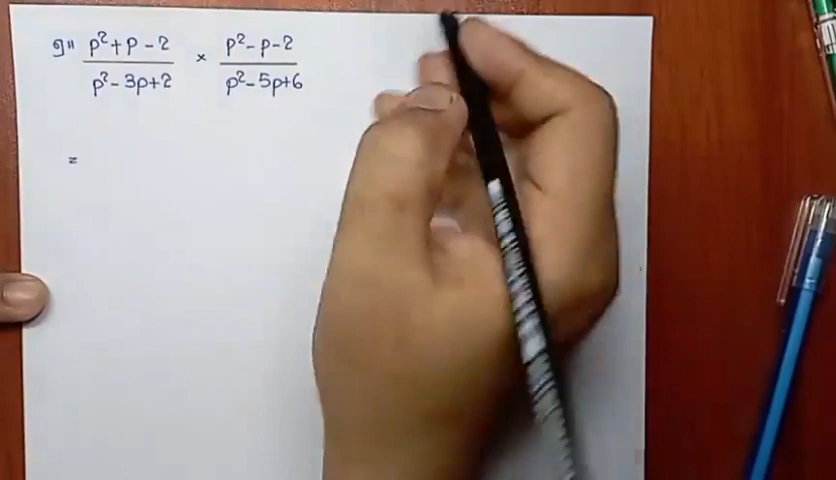 9" p²+p-2 / p²-3p+2 × p²-p-2 / p²-5p+6
=